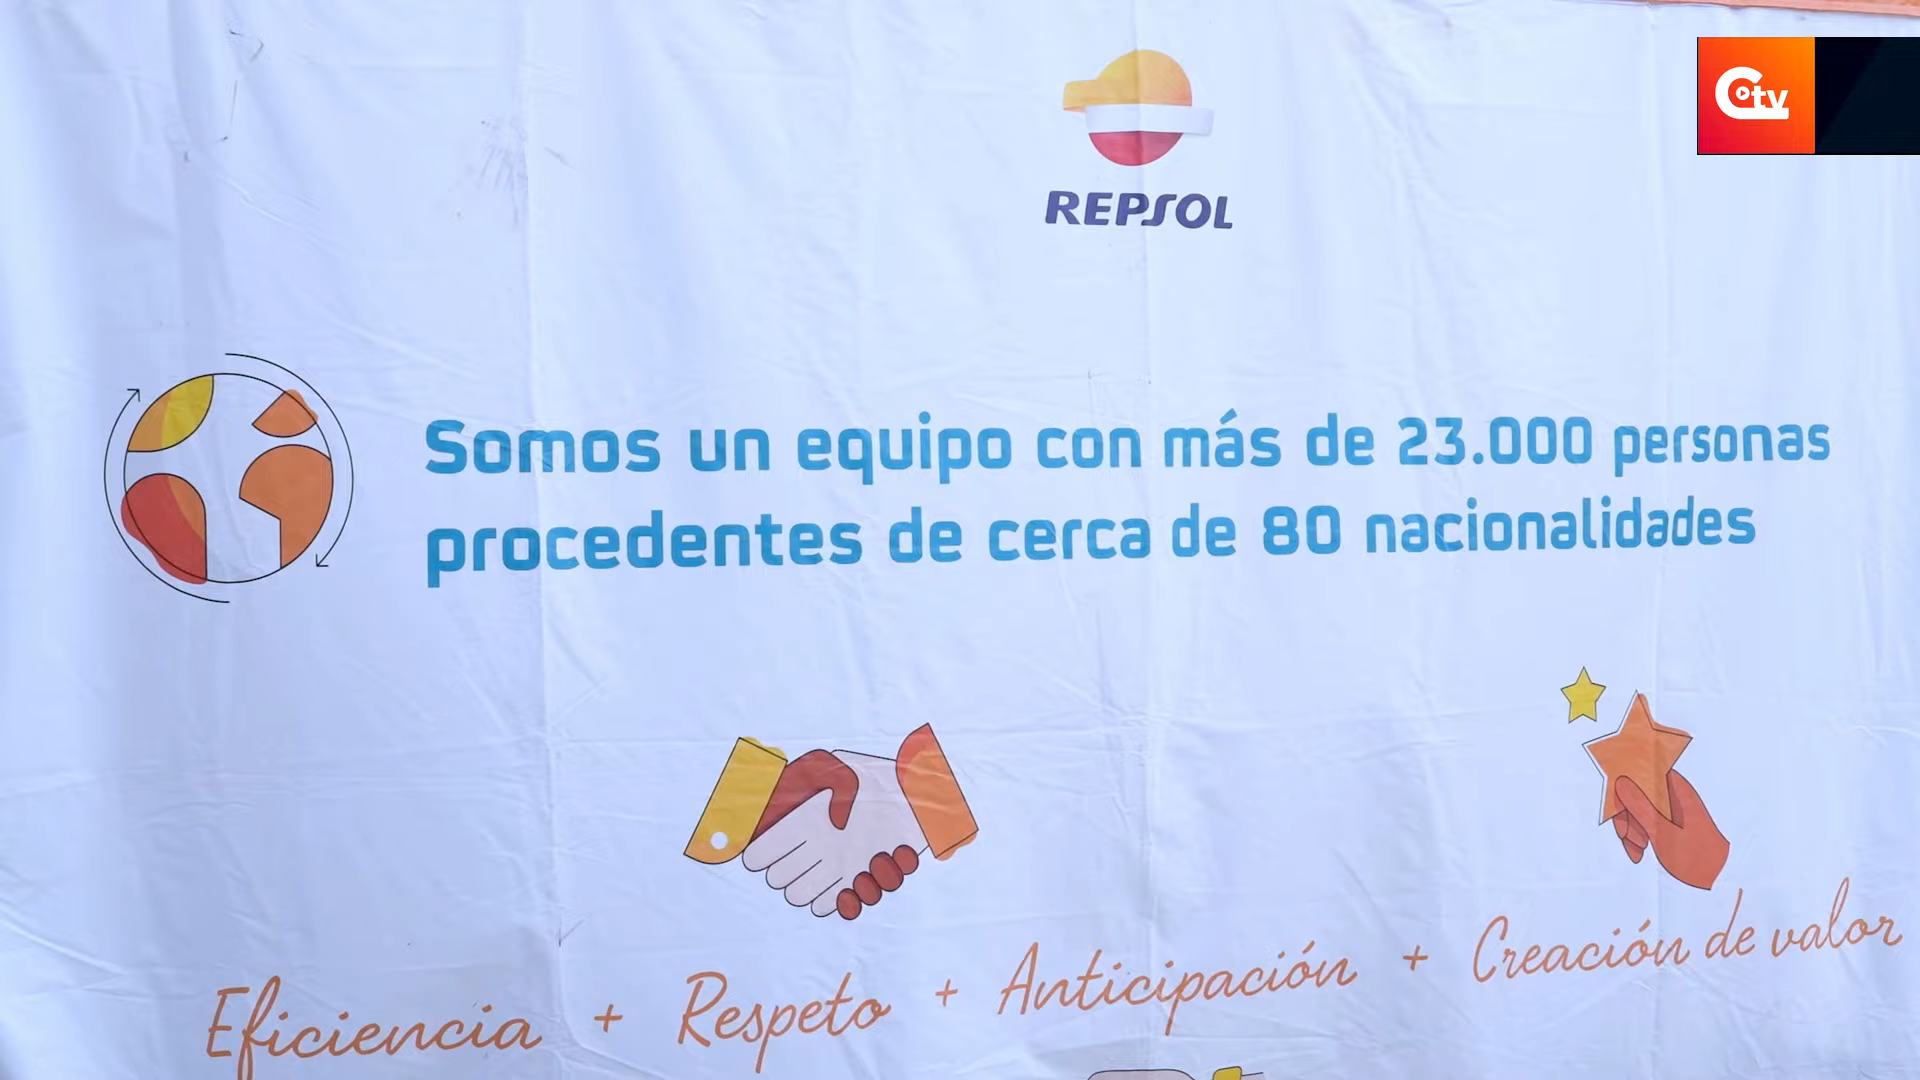 REPSOL
Ctv
Somos un equipo con más de 23.000 personas
procedentes de cerca de 80 nacionalidades
Eficiencia + Respeto + Anticipación + Creación de valor